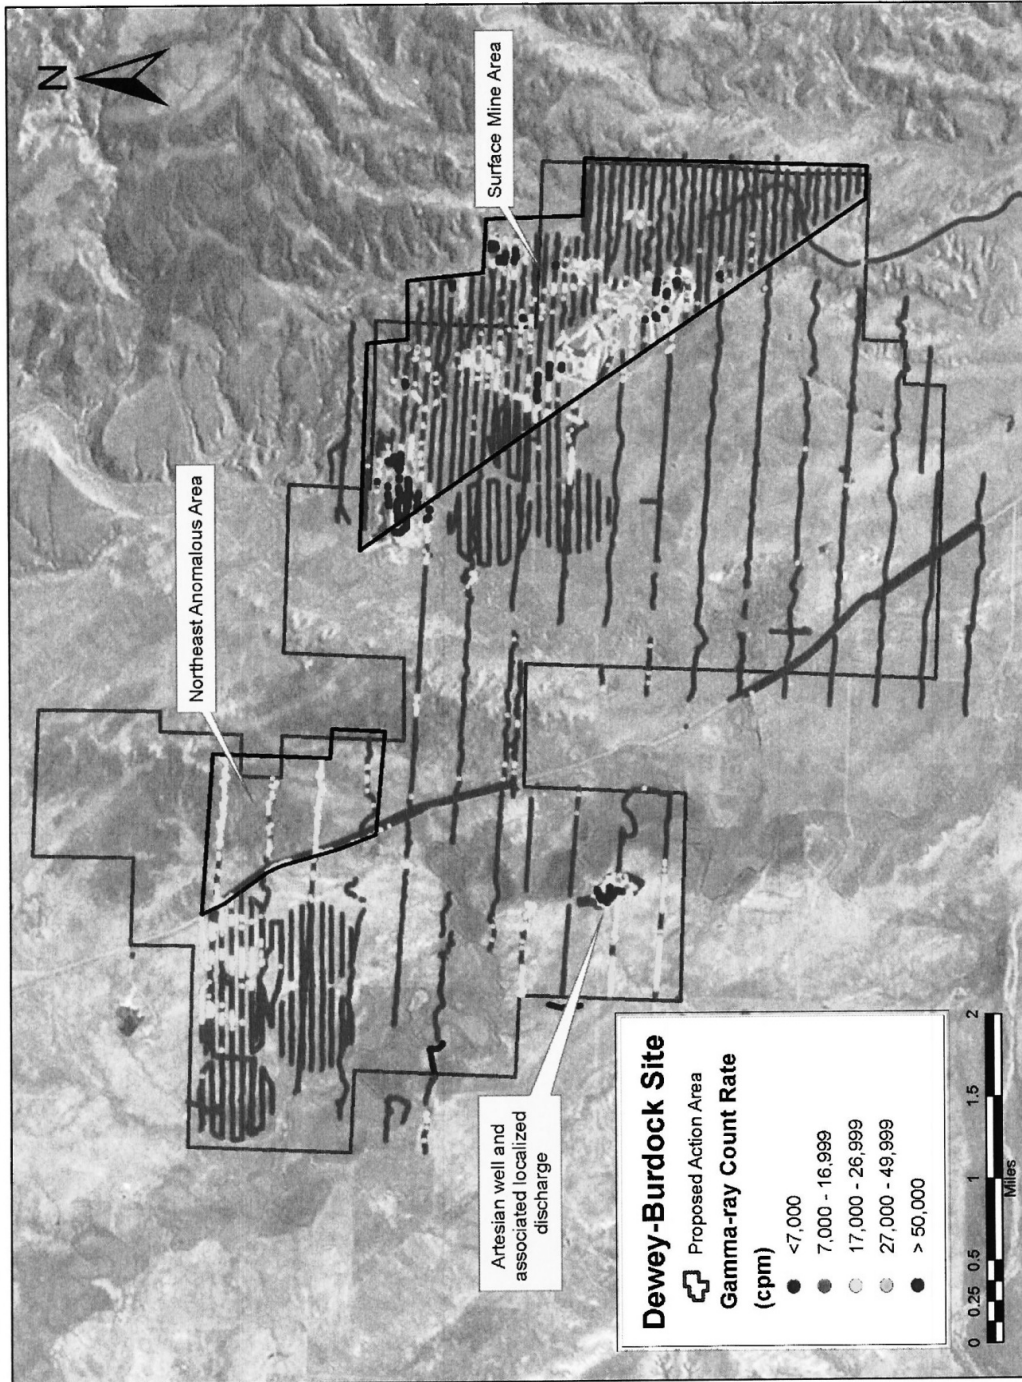 N
Surface Mine Area
Northeast Anomalous Area
Artesian well and
associated localized
discharge
Dewey-Burdock Site
Proposed Action Area
Gamma-ray Count Rate
(cpm)
<7,000
7,000 - 16,999
17,000 - 26,999
27,000 - 49,999
> 50,000
0 0.25 0.5 1 1.5 2
Miles